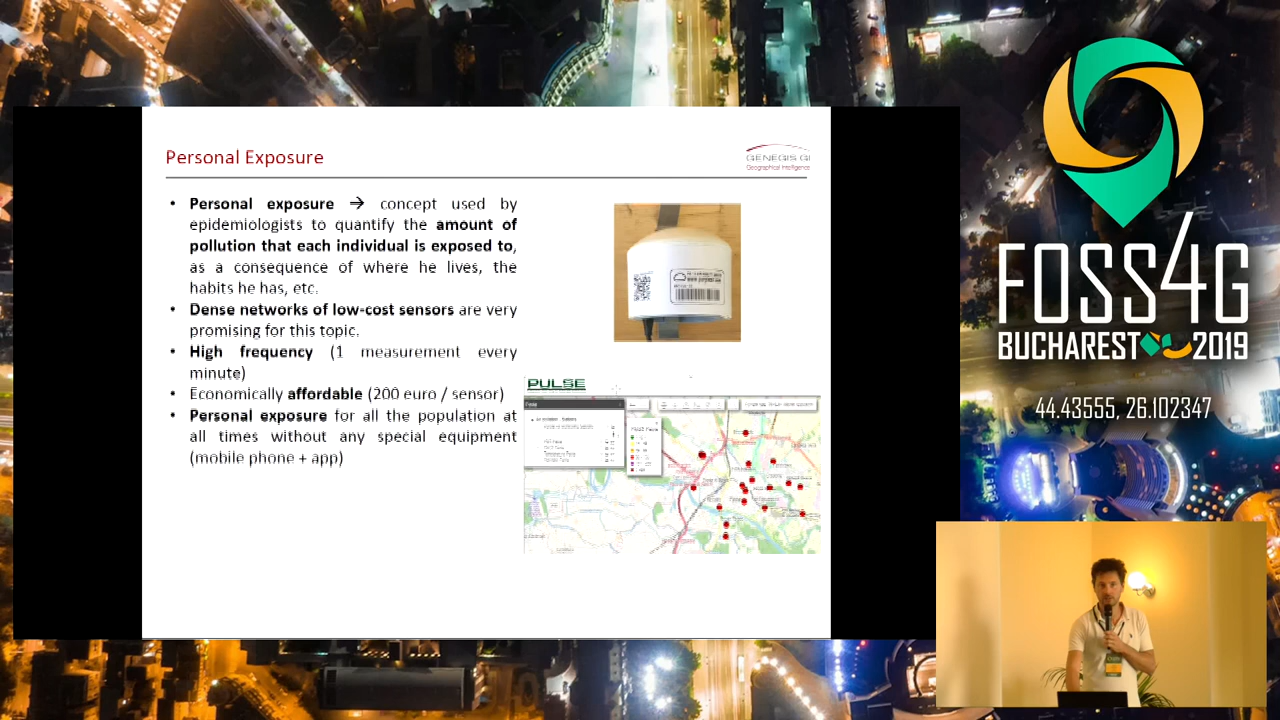 Personal Exposure
GENEGIS GI
Geographical Intelligence
• Personal exposure → concept used by
epidemiologists to quantify the amount of
pollution that each individual is exposed to,
as a consequence of where he lives, the
habits he has, etc.
• Dense networks of low-cost sensors are very
promising for this topic.
• High frequency (1 measurement every
minute)
• Economically affordable (200 euro / sensor)
• Personal exposure for all the population at
all times without any special equipment
(mobile phone + app)
PULSE
FOSS4G
BUCHAREST 2019
44.43555, 26.102347